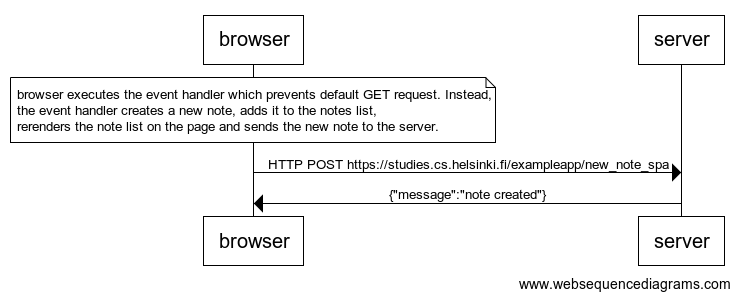 browser
server
browser executes the event handler which prevents default GET request. Instead,
the event handler creates a new note, adds it to the notes list,
rerenders the note list on the page and sends the new note to the server.
HTTP POST https://studies.cs.helsinki.fi/exampleapp/new_note_spa
{"message":"note created"}
browser
server
www.websequencediagrams.com